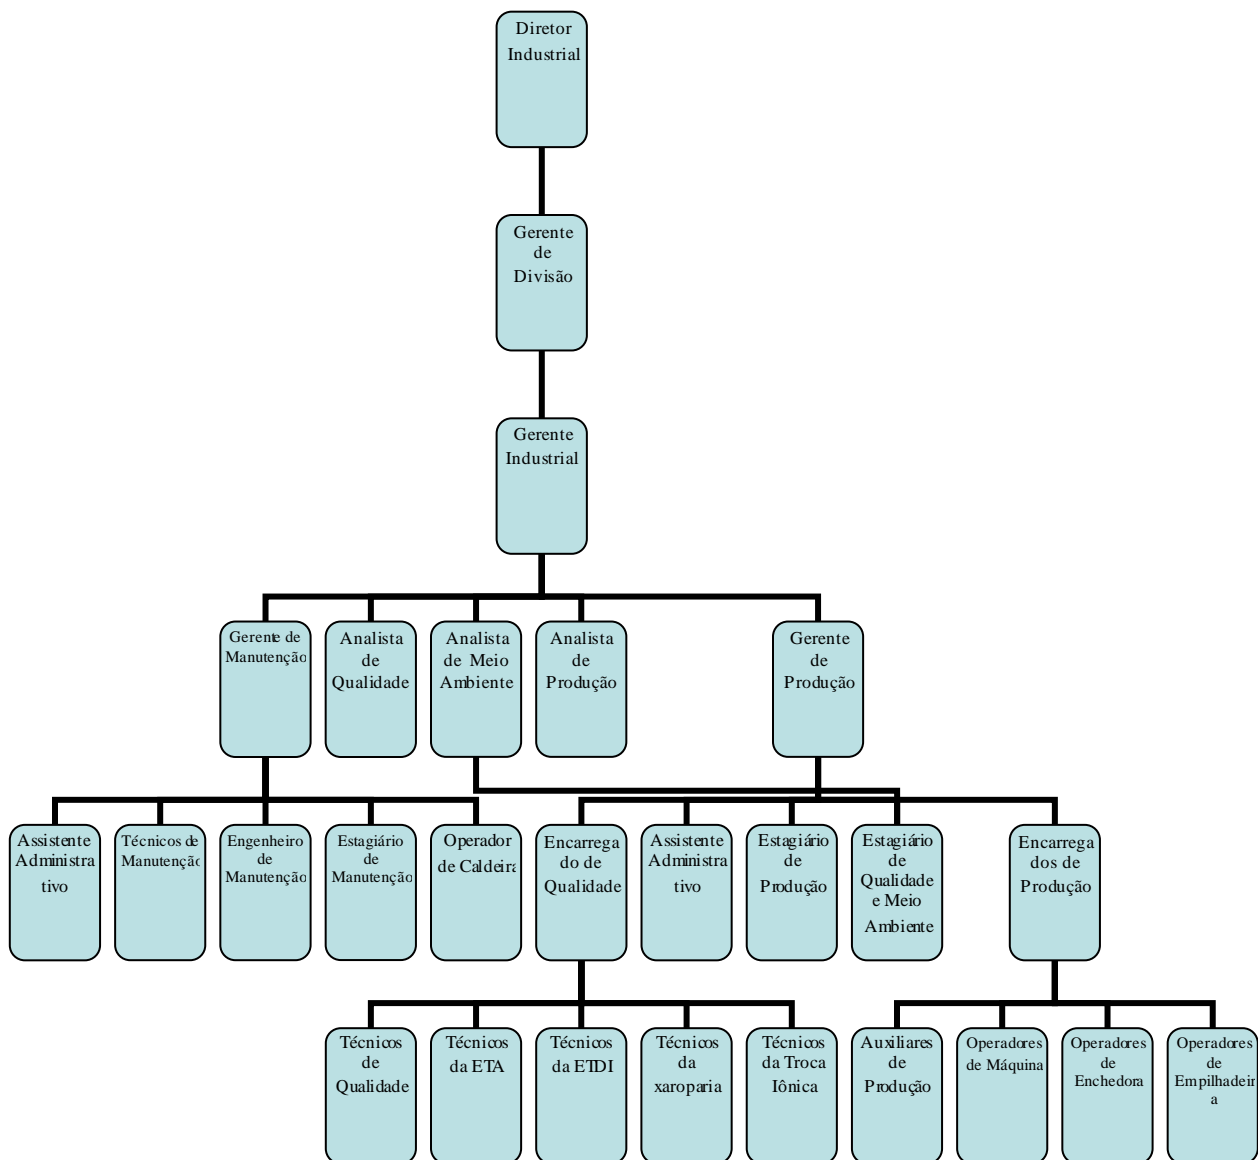 Diretor
Industrial
Gerente
de
Divisão
Gerente
Industrial
Gerente de
Manutenção
Analista
de
Qualidade
Analista
de Meio
Ambiente
Analista
de
Produção
Gerente
de
Produção
Assistente
Administra
tivo
Técnicos de
Manutenção
Engenheiro
de
Manutenção
Estagiário
de
Manutenção
Operador
de Caldeira
Encarrega
do de
Qualidade
Assistente
Administra
tivo
Estagiário
de
Produção
Estagiário
de
Qualidade
e Meio
Ambiente
Encarrega
dos de
Produção
Técnicos
de
Qualidade
Técnicos
da ETA
Técnicos
da ETDI
Técnicos
da
xaroparia
Técnicos
da Troca
Iônica
Auxiliares
de
Produção
Operadores
de Máquina
Operadores
de
Enchedora
Operadores
de
Empilhadeir
a